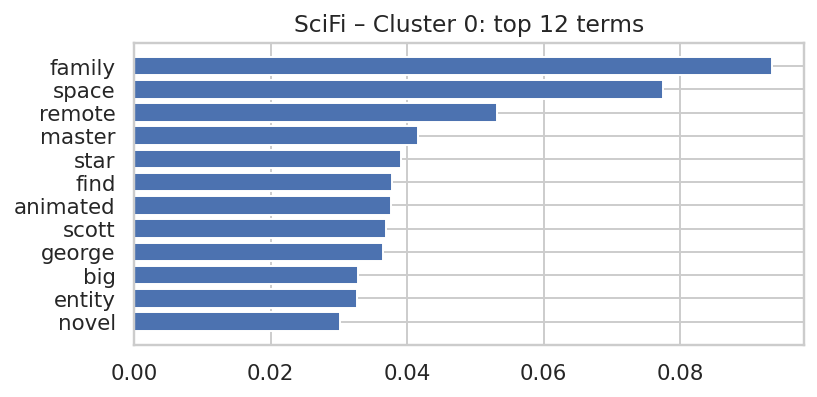 SciFi – Cluster 0: top 12 terms
family
space
remote
master
star
find
animated
scott
george
big
entity
novel
0.00 0.02 0.04 0.06 0.08